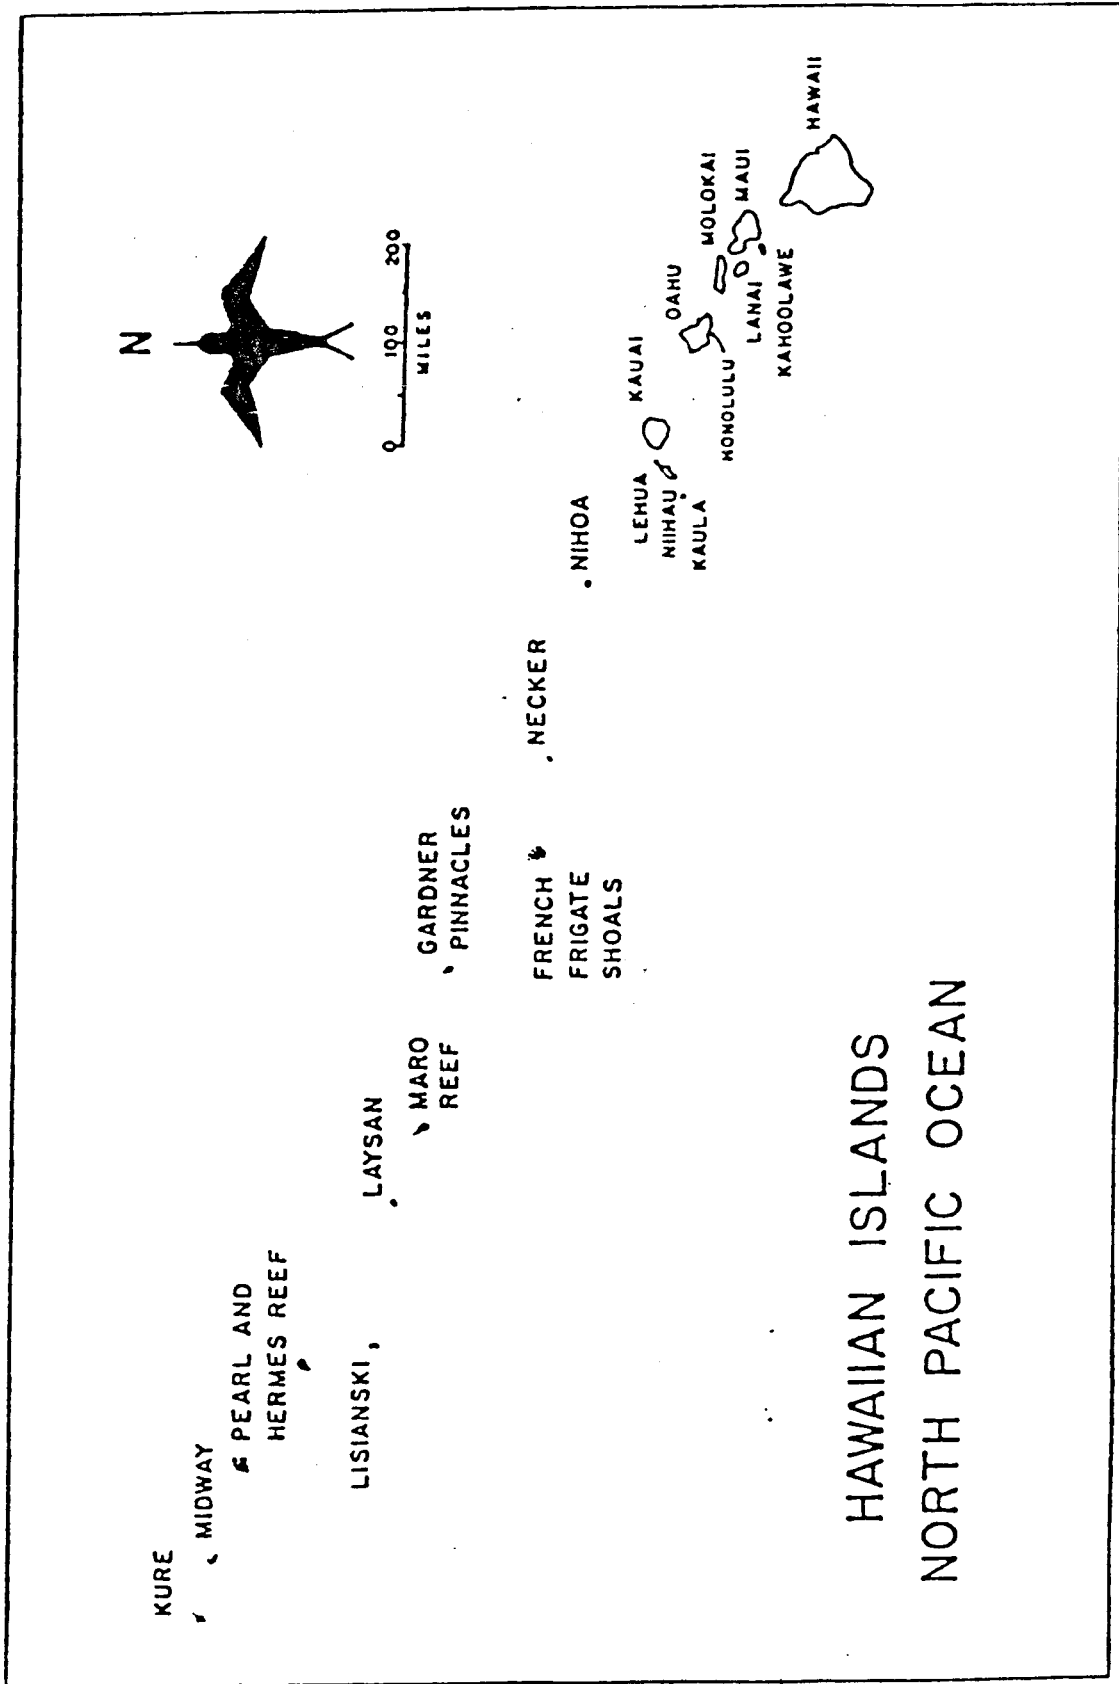 KURE
MIDWAY
PEARL AND
HERMES REEF
LISIANSKI
LAYSAN
MARO
REEF
GARDNER
PINNACLES
FRENCH
FRIGATE
SHOALS
NECKER
NIHOA
LEHUA
NIIHAU
KAULA
KAUAI
OAHU
HONOLULU
MOLOKAI
MAUI
LANAI
KAHOOLAWE
HAWAII
N
0 100 200
MILES
HAWAIIAN ISLANDS
NORTH PACIFIC OCEAN